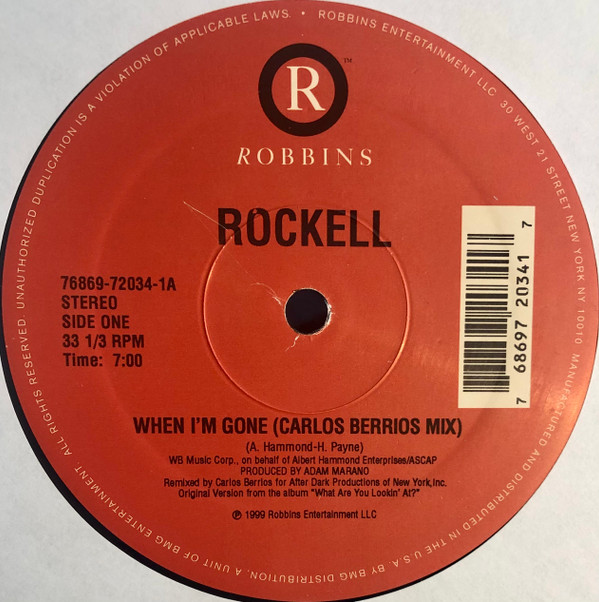 R
™
ROBBINS
ROCKELL
76869-72034-1A
STEREO
SIDE ONE
33 1/3 RPM
Time: 7:00
7 68697 20341 7
WHEN I'M GONE (CARLOS BERRIOS MIX)
(A. Hammond-H. Payne)
WB Music Corp., on behalf of Albert Hammond Enterprises/ASCAP
PRODUCED BY ADAM MARANO
Remixed by Carlos Berrios for After Dark Productions of New York,Inc.
Original Version from the album "What Are You Lookin' At?"
℗ 1999 Robbins Entertainment LLC
• ROBBINS ENTERTAINMENT LLC 30 WEST 21 STREET NEW YORK NY 10010 MANUFACTURED AND DISTRIBUTED IN THE U.S.A. BY BMG DISTRIBUTION. A UNIT OF BMG ENTERTAINMENT ALL RIGHTS RESERVED. UNAUTHORIZED DUPLICATION IS A VIOLATION OF APPLICABLE LAWS.